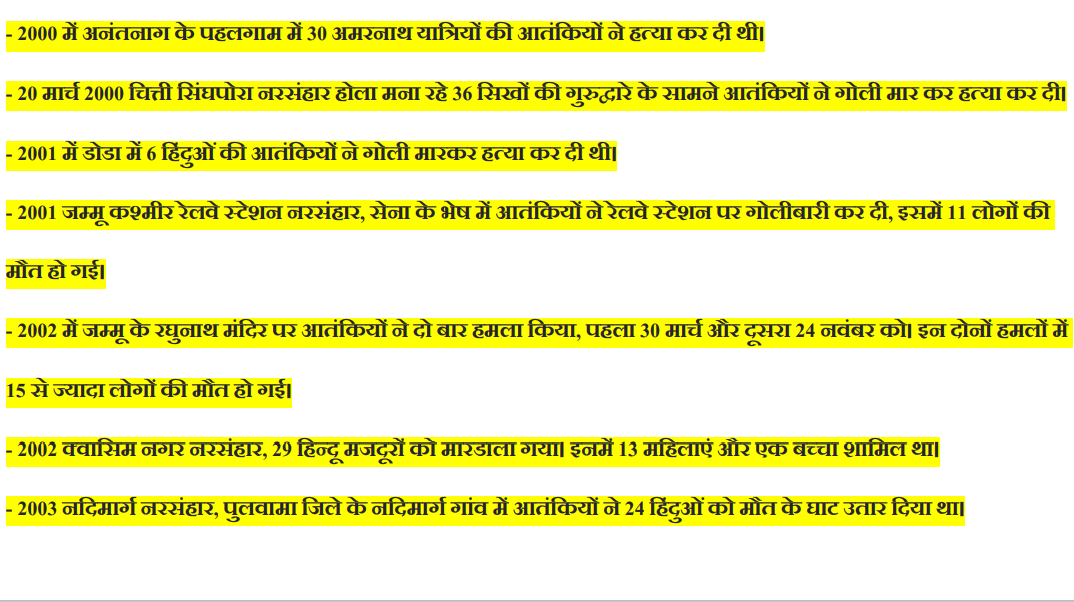 - 2000 में अनंतनाग के पहलगाम में 30 अमरनाथ यात्रियों की आतंकियों ने हत्या कर दी थी।
- 20 मार्च 2000 चित्ती सिंघपोरा नरसंहार होला मना रहे 36 सिखों की गुरुद्वारे के सामने आतंकियों ने गोली मार कर हत्या कर दी।
- 2001 में डोडा में 6 हिंदुओं की आतंकियों ने गोली मारकर हत्या कर दी थी।
- 2001 जम्मू कश्मीर रेलवे स्टेशन नरसंहार, सेना के भेष में आतंकियों ने रेलवे स्टेशन पर गोलीबारी कर दी, इसमें 11 लोगों की
मौत हो गई।
- 2002 में जम्मू के रघुनाथ मंदिर पर आतंकियों ने दो बार हमला किया, पहला 30 मार्च और दूसरा 24 नवंबर को। इन दोनों हमलों में
15 से ज्यादा लोगों की मौत हो गई।
- 2002 क्वासिम नगर नरसंहार, 29 हिन्दू मजदूरों को मारडाला गया। इनमें 13 महिलाएं और एक बच्चा शामिल था।
- 2003 नदिमार्ग नरसंहार, पुलवामा जिले के नदिमार्ग गांव में आतंकियों ने 24 हिंदुओं को मौत के घाट उतार दिया था।